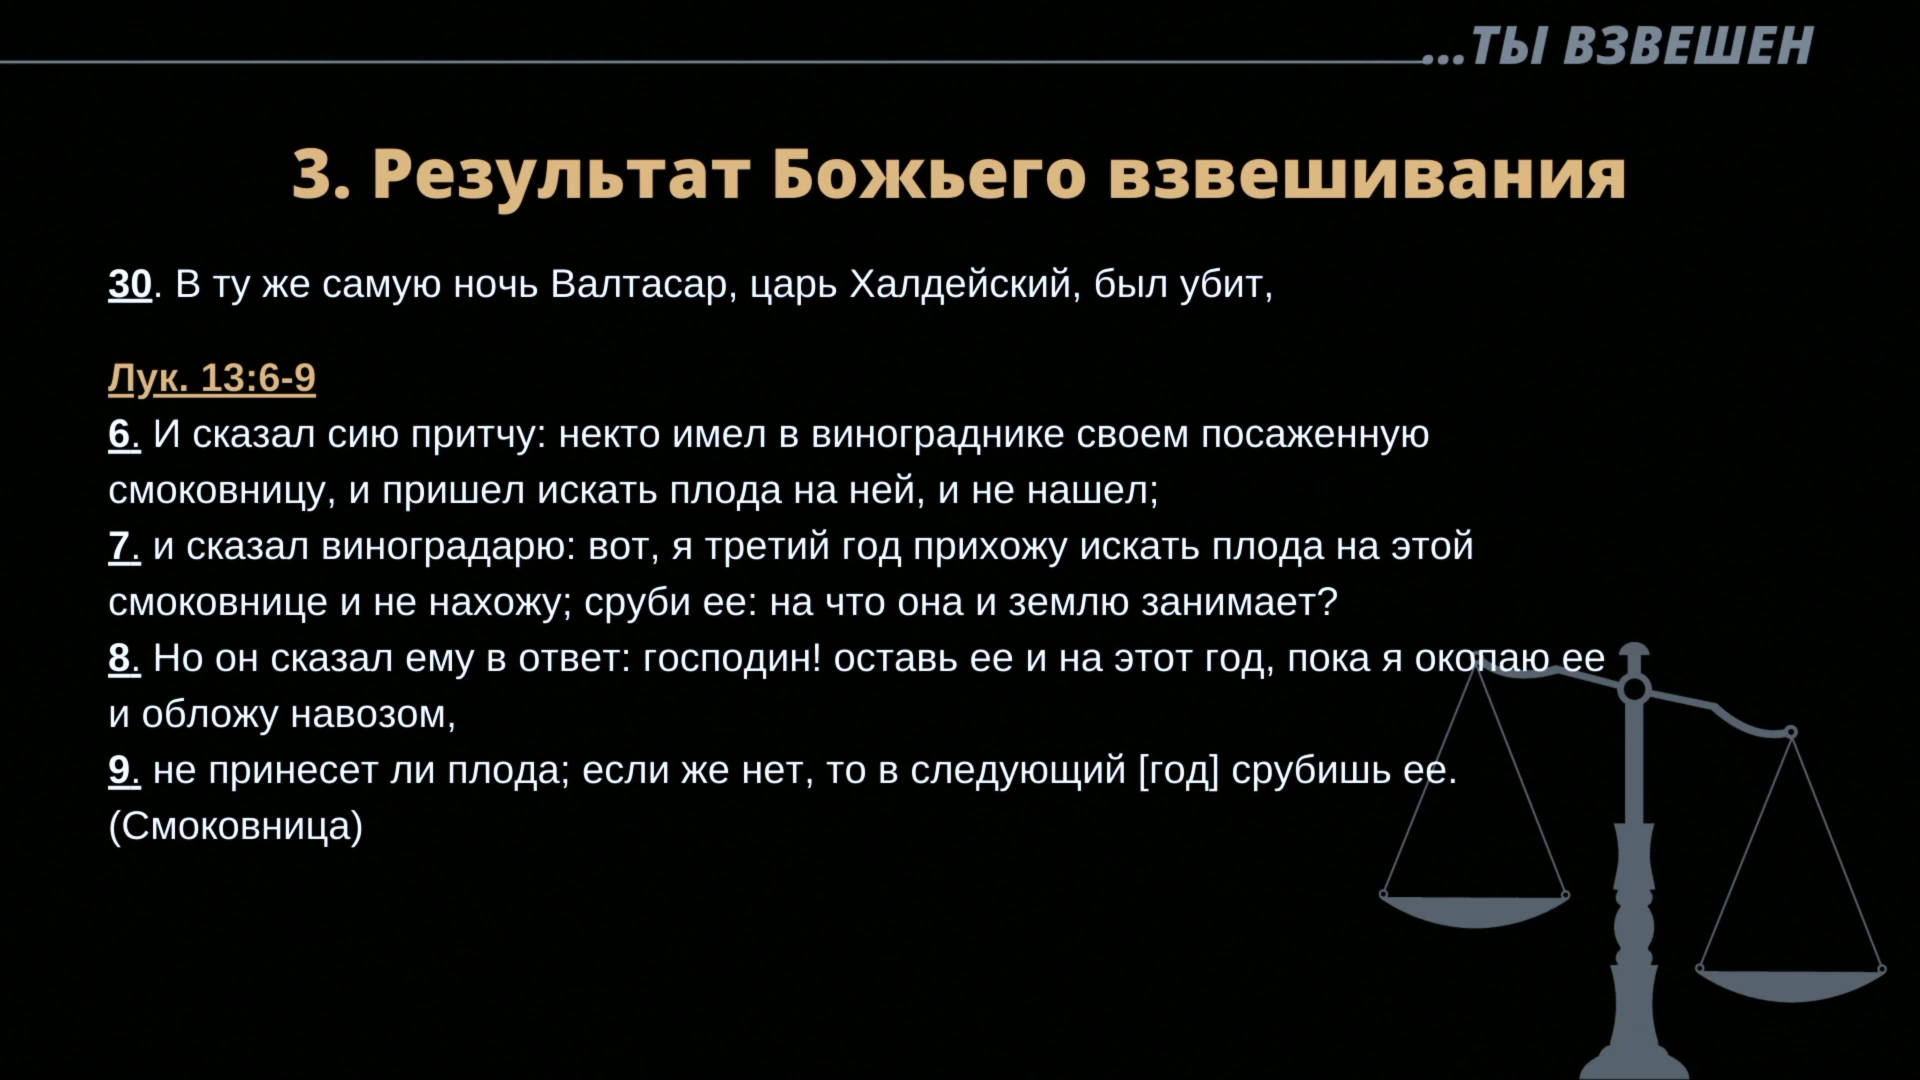 ...ТЫ ВЗВЕШЕН
3. Результат Божьего взвешивания
30. В ту же самую ночь Валтасар, царь Халдейский, был убит,
Лук. 13:6-9
6. И сказал сию притчу: некто имел в винограднике своем посаженную
смоковницу, и пришел искать плода на ней, и не нашел;
7. и сказал виноградарю: вот, я третий год прихожу искать плода на этой
смоковнице и не нахожу; сруби ее: на что она и землю занимает?
8. Но он сказал ему в ответ: господин! оставь ее и на этот год, пока я окопаю ее
и обложу навозом,
9. не принесет ли плода; если же нет, то в следующий [год] срубишь ее.
(Смоковница)